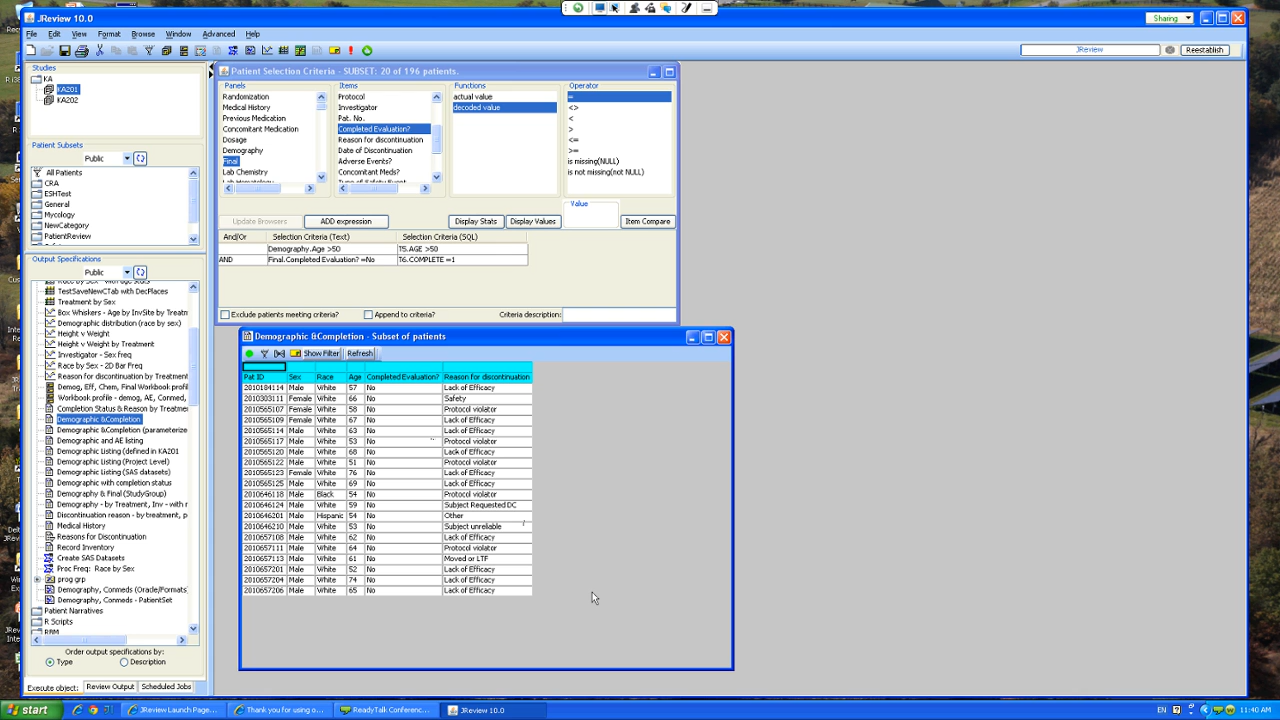 JReview 10.0
Sharing
File Edit View Format Browse Window Advanced Help
JReview
Reestablish
Studies
KA
KA201
KA202
Patient Subsets
Public
All Patients
CRA
ESHTest
General
Mycology
NewCategory
PatientReview
Output Specifications
Public
TestSaveNewCTab with DecPlaces
Treatment by Sex
Box Whiskers - Age by InvSite by Treatm
Demographic distribution (race by sex)
Height v Weight
Height v Weight by Treatment
Investigator - Sex freq
Race by Sex - 2D Bar Freq
Reason for discontinuation by Treatment
Demog, Eff, Chem, Final Workbook profil
Workbook profile - demog, AE, Conmed,
Completion Status & Reason by Treatme
Demographic &Completion
Demographic &Completion (parameterize
Demographic and AE listing
Demographic Listing (defined in KA201
Demographic Listing (Project Level)
Demographic Listing (SAS datasets)
Demographic with completion status
Demography & Final (StudyGroup)
Demography - by Treatment, Inv - with r
Discontinuation reason - by treatment, p
Medical History
Reasons for Discontinuation
Record Inventory
Create SAS Datasets
Proc Freq: Race by Sex
prog grp
Demography, Conmeds (Oracle/Formats)
Demography, Conmeds - PatientSet
Patient Narratives
R Scripts
Order output specifications by:
Type Description
Execute object: Review Output Scheduled Jobs
Patient Selection Criteria - SUBSET: 20 of 196 patients.
Panels
Randomization
Medical History
Previous Medication
Concomitant Medication
Dosage
Demography
Final
Lab Chemistry
Items
Protocol
Investigator
Pat. No.
Completed Evaluation?
Reason for discontinuation
Date of Discontinuation
Adverse Events?
Concomitant Meds?
Functions
actual value
decoded value
Operator
=
<>
<
>
<=
>=
is missing(NULL)
is not missing(not NULL)
Value
Update Browsers ADD expression Display Stats Display Values Item Compare
And/Or Selection Criteria (Text) Selection Criteria (SQL)
Demography.Age >50 T5.AGE >50
AND Final.Completed Evaluation? =No T6.COMPLETE =1
Exclude patients meeting criteria? Append to criteria? Criteria description:
Demographic &Completion - Subset of patients
Show Filter Refresh
Pat ID Sex Race Age Completed Evaluation? Reason for discontinuation
2010184114 Male White 57 No Lack of Efficacy
2010303111 Female White 66 No Safety
2010565107 Female White 58 No Protocol violator
2010565109 Female White 67 No Lack of Efficacy
2010565114 Male White 63 No Lack of Efficacy
2010565117 Male White 53 No Protocol violator
2010565120 Male White 68 No Lack of Efficacy
2010565122 Male White 51 No Protocol violator
2010565123 Female White 76 No Lack of Efficacy
2010565125 Male White 69 No Lack of Efficacy
2010646118 Male Black 54 No Protocol violator
2010646124 Male White 59 No Subject Requested DC
2010646201 Male Hispanic 54 No Other
2010646210 Male White 53 No Subject unreliable
2010657108 Male White 62 No Lack of Efficacy
2010657111 Male White 64 No Protocol violator
2010657113 Male White 61 No Moved or LTF
2010657201 Male White 52 No Lack of Efficacy
2010657204 Male White 74 No Lack of Efficacy
2010657206 Male White 65 No Lack of Efficacy
start JReview Launch Page... Thank you for using o... ReadyTalk Conferenc... JReview 10.0 EN 11:40 AM